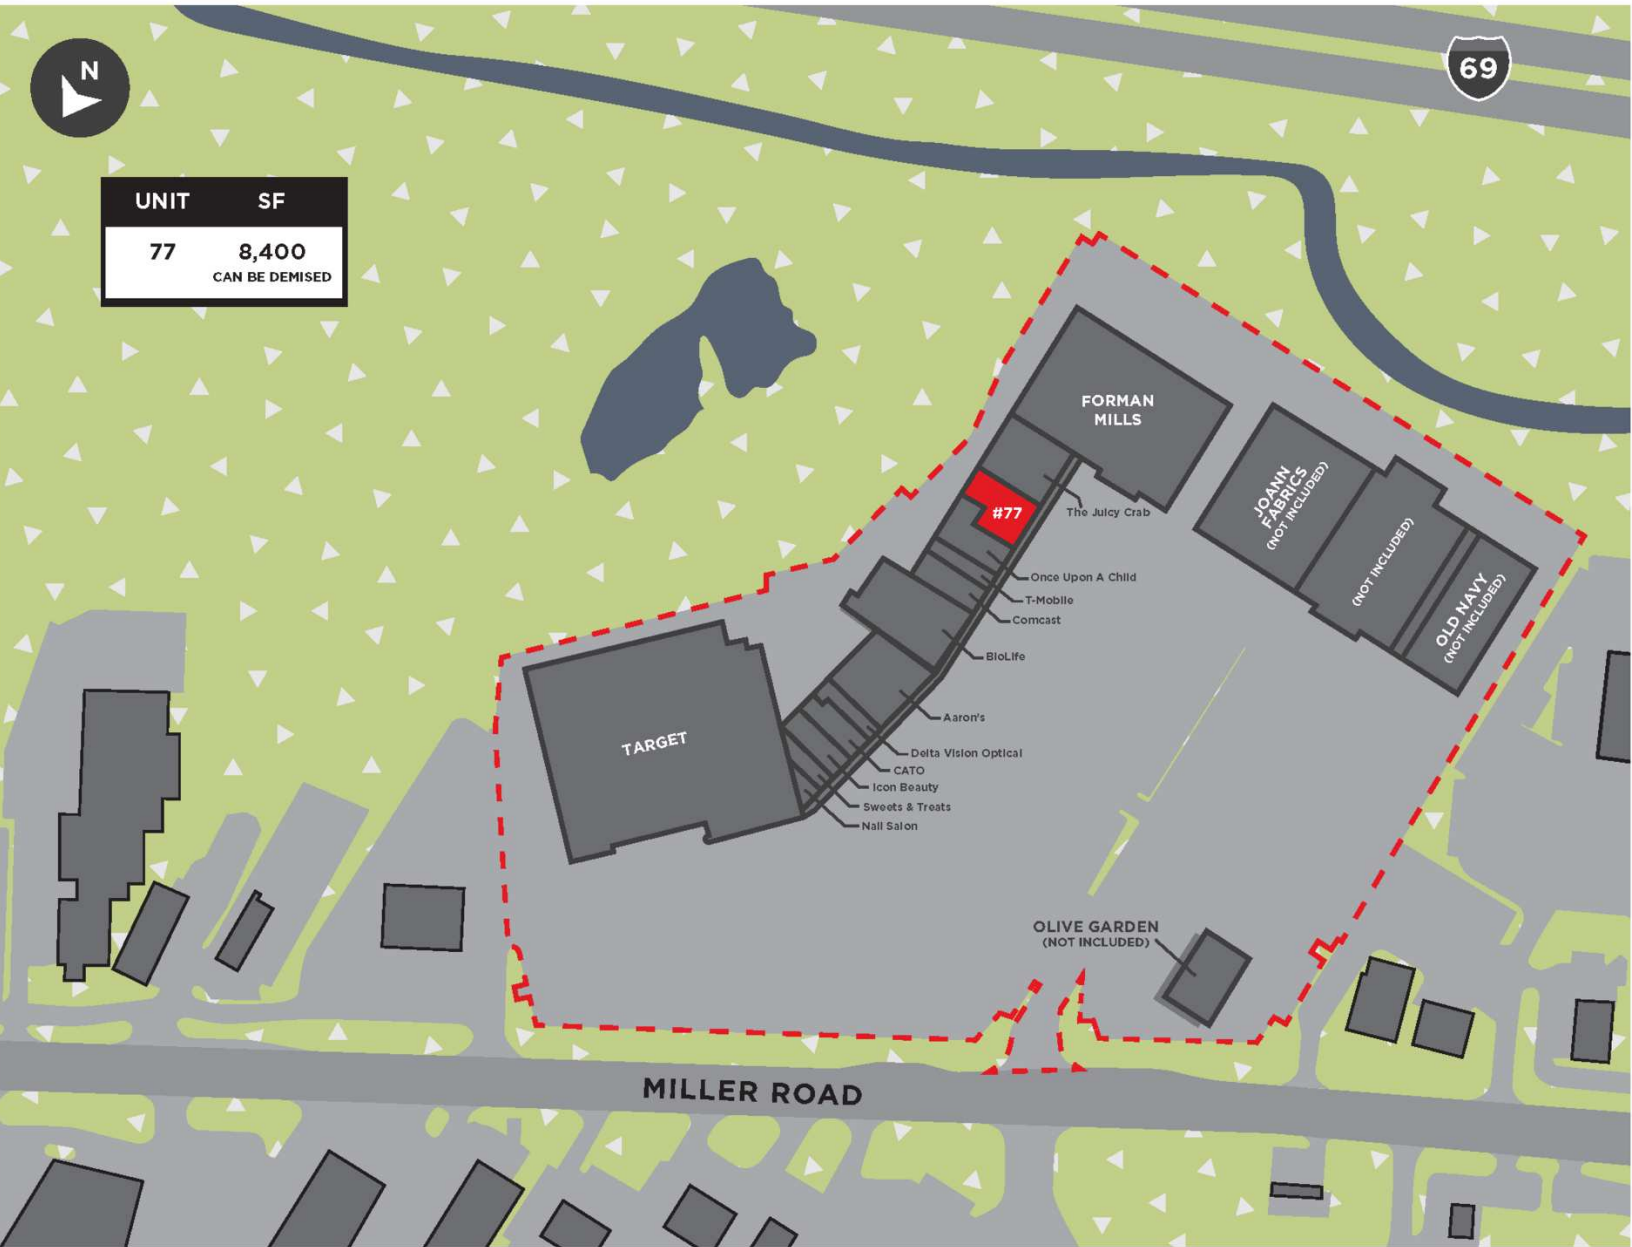 N
69
UNIT SF
77 8,400
CAN BE DEMISED
FORMAN
MILLS
JOANN
FABRICS
(NOT INCLUDED)
(NOT INCLUDED)
OLD NAVY
(NOT INCLUDED)
#77
The Juicy Crab
Once Upon A Child
T-Mobile
Comcast
BioLife
Aaron's
Delta Vision Optical
CATO
Icon Beauty
Sweets & Treats
Nail Salon
TARGET
OLIVE GARDEN
(NOT INCLUDED)
MILLER ROAD